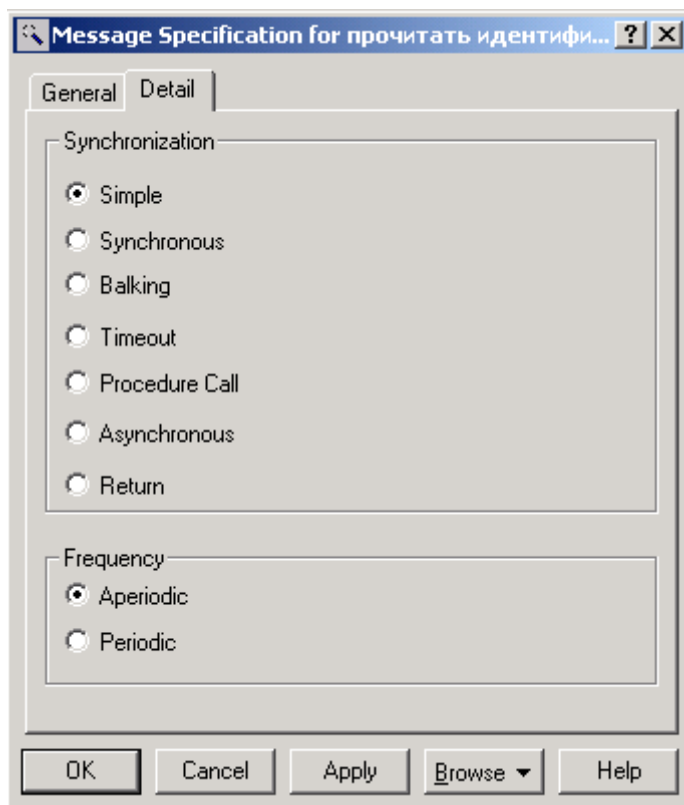 Message Specification for прочитать идентифи...
General Detail
Synchronization
Simple
Synchronous
Balking
Timeout
Procedure Call
Asynchronous
Return
Frequency
Aperiodic
Periodic
OK Cancel Apply Browse Help